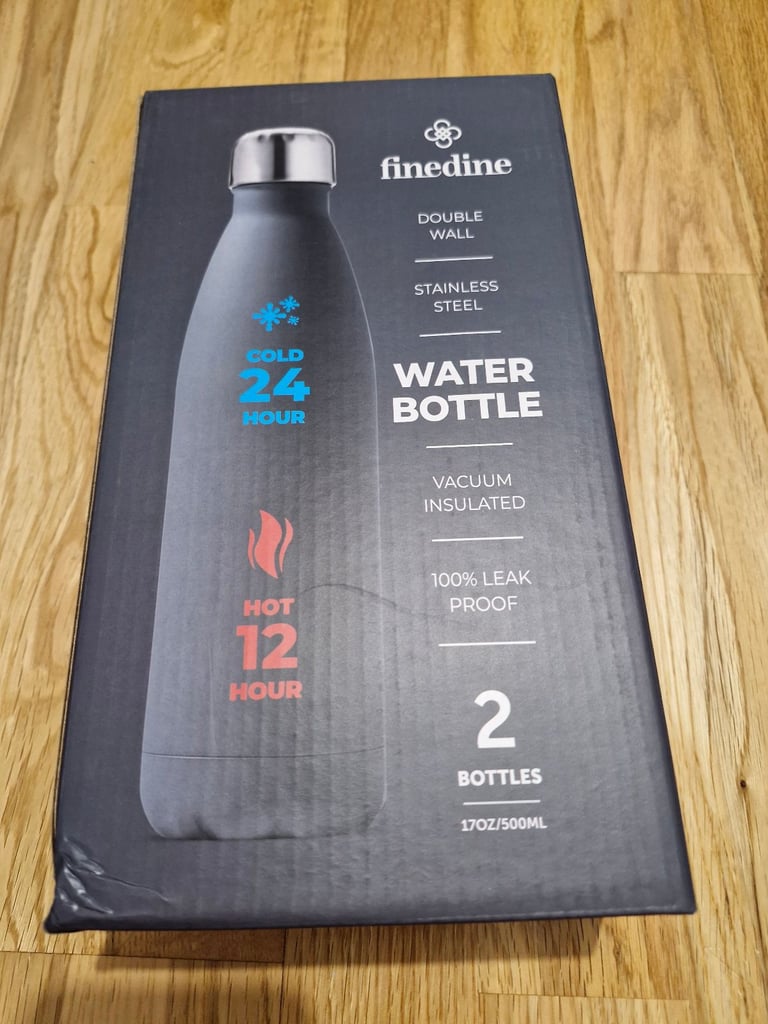 finedine
DOUBLE
WALL
STAINLESS
STEEL
WATER
BOTTLE
VACUUM
INSULATED
100% LEAK
PROOF
2
BOTTLES
17OZ/500ML
COLD
24
HOUR
HOT
12
HOUR